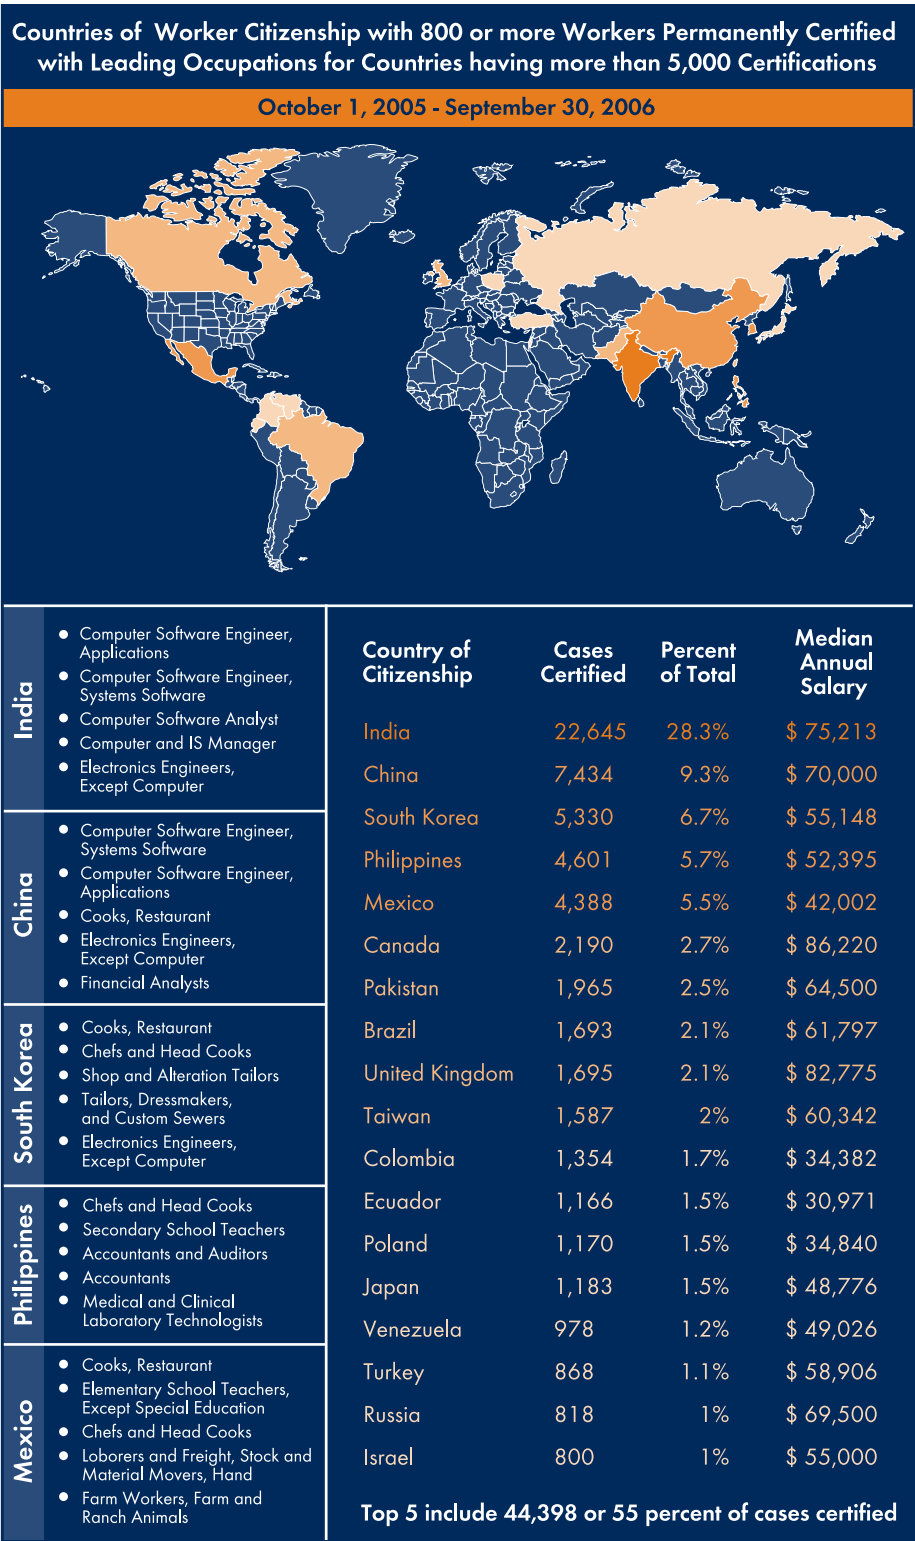 Countries of Worker Citizenship with 800 or more Workers Permanently Certified
with Leading Occupations for Countries having more than 5,000 Certifications
October 1, 2005 - September 30, 2006
India
Computer Software Engineer,
Applications
Computer Software Engineer,
Systems Software
Computer Software Analyst
Computer and IS Manager
Electronics Engineers,
Except Computer
China
Computer Software Engineer,
Systems Software
Computer Software Engineer,
Applications
Cooks, Restaurant
Electronics Engineers,
Except Computer
Financial Analysts
South Korea
Cooks, Restaurant
Chefs and Head Cooks
Shop and Alteration Tailors
Tailors, Dressmakers,
and Custom Sewers
Electronics Engineers,
Except Computer
Philippines
Chefs and Head Cooks
Secondary School Teachers
Accountants and Auditors
Accountants
Medical and Clinical
Laboratory Technologists
Mexico
Cooks, Restaurant
Elementary School Teachers,
Except Special Education
Chefs and Head Cooks
Loborers and Freight, Stock and
Material Movers, Hand
Farm Workers, Farm and
Ranch Animals
Country of Citizenship Cases Certified Percent of Total Median Annual Salary
India 22,645 28.3% $ 75,213
China 7,434 9.3% $ 70,000
South Korea 5,330 6.7% $ 55,148
Philippines 4,601 5.7% $ 52,395
Mexico 4,388 5.5% $ 42,002
Canada 2,190 2.7% $ 86,220
Pakistan 1,965 2.5% $ 64,500
Brazil 1,693 2.1% $ 61,797
United Kingdom 1,695 2.1% $ 82,775
Taiwan 1,587 2% $ 60,342
Colombia 1,354 1.7% $ 34,382
Ecuador 1,166 1.5% $ 30,971
Poland 1,170 1.5% $ 34,840
Japan 1,183 1.5% $ 48,776
Venezuela 978 1.2% $ 49,026
Turkey 868 1.1% $ 58,906
Russia 818 1% $ 69,500
Israel 800 1% $ 55,000
Top 5 include 44,398 or 55 percent of cases certified